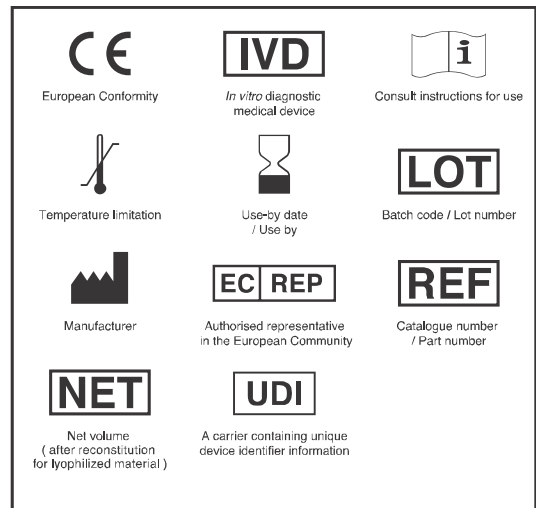 CE
European Conformity
IVD
In vitro diagnostic
medical device
i
Consult instructions for use
Temperature limitation
Use-by date
/ Use by
LOT
Batch code / Lot number
Manufacturer
EC REP
Authorised representative
in the European Community
REF
Catalogue number
/ Part number
NET
Net volume
( after reconstitution
for lyophilized material )
UDI
A carrier containing unique
device identifier information